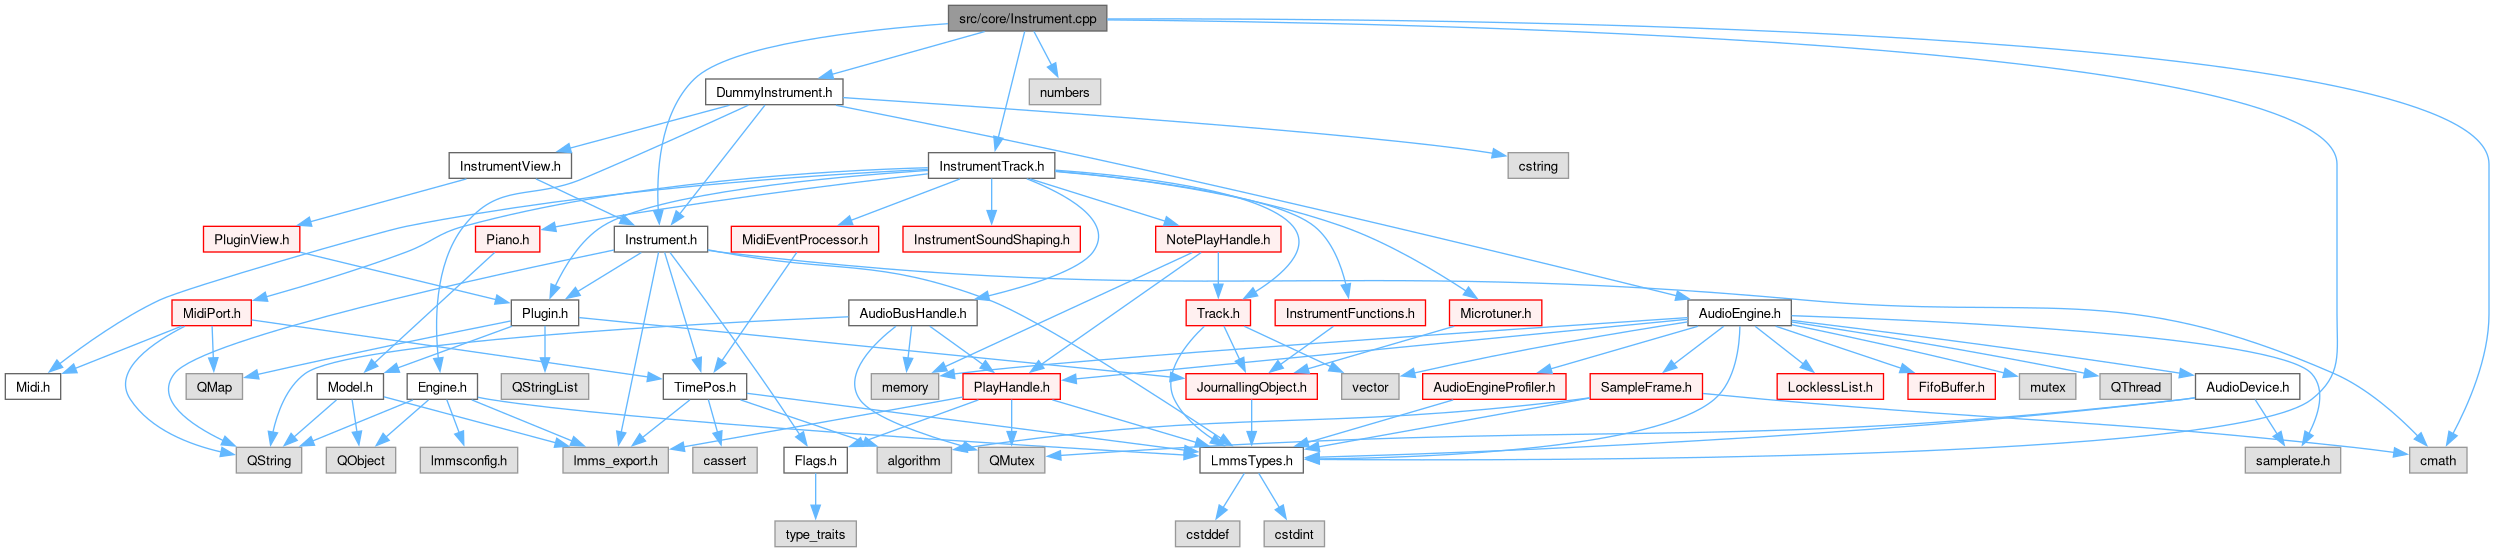 src/core/Instrument.cpp
DummyInstrument.h
numbers
InstrumentView.h
InstrumentTrack.h
cstring
PluginView.h
Piano.h
Instrument.h
MidiEventProcessor.h
InstrumentSoundShaping.h
NotePlayHandle.h
MidiPort.h
Plugin.h
AudioBusHandle.h
Track.h
InstrumentFunctions.h
Microtuner.h
AudioEngine.h
Midi.h
QMap
Model.h
Engine.h
QStringList
TimePos.h
memory
PlayHandle.h
JournallingObject.h
vector
AudioEngineProfiler.h
SampleFrame.h
LocklessList.h
FifoBuffer.h
mutex
QThread
AudioDevice.h
QString
QObject
lmmsconfig.h
lmms_export.h
cassert
Flags.h
algorithm
QMutex
LmmsTypes.h
samplerate.h
cmath
type_traits
cstddef
cstdint